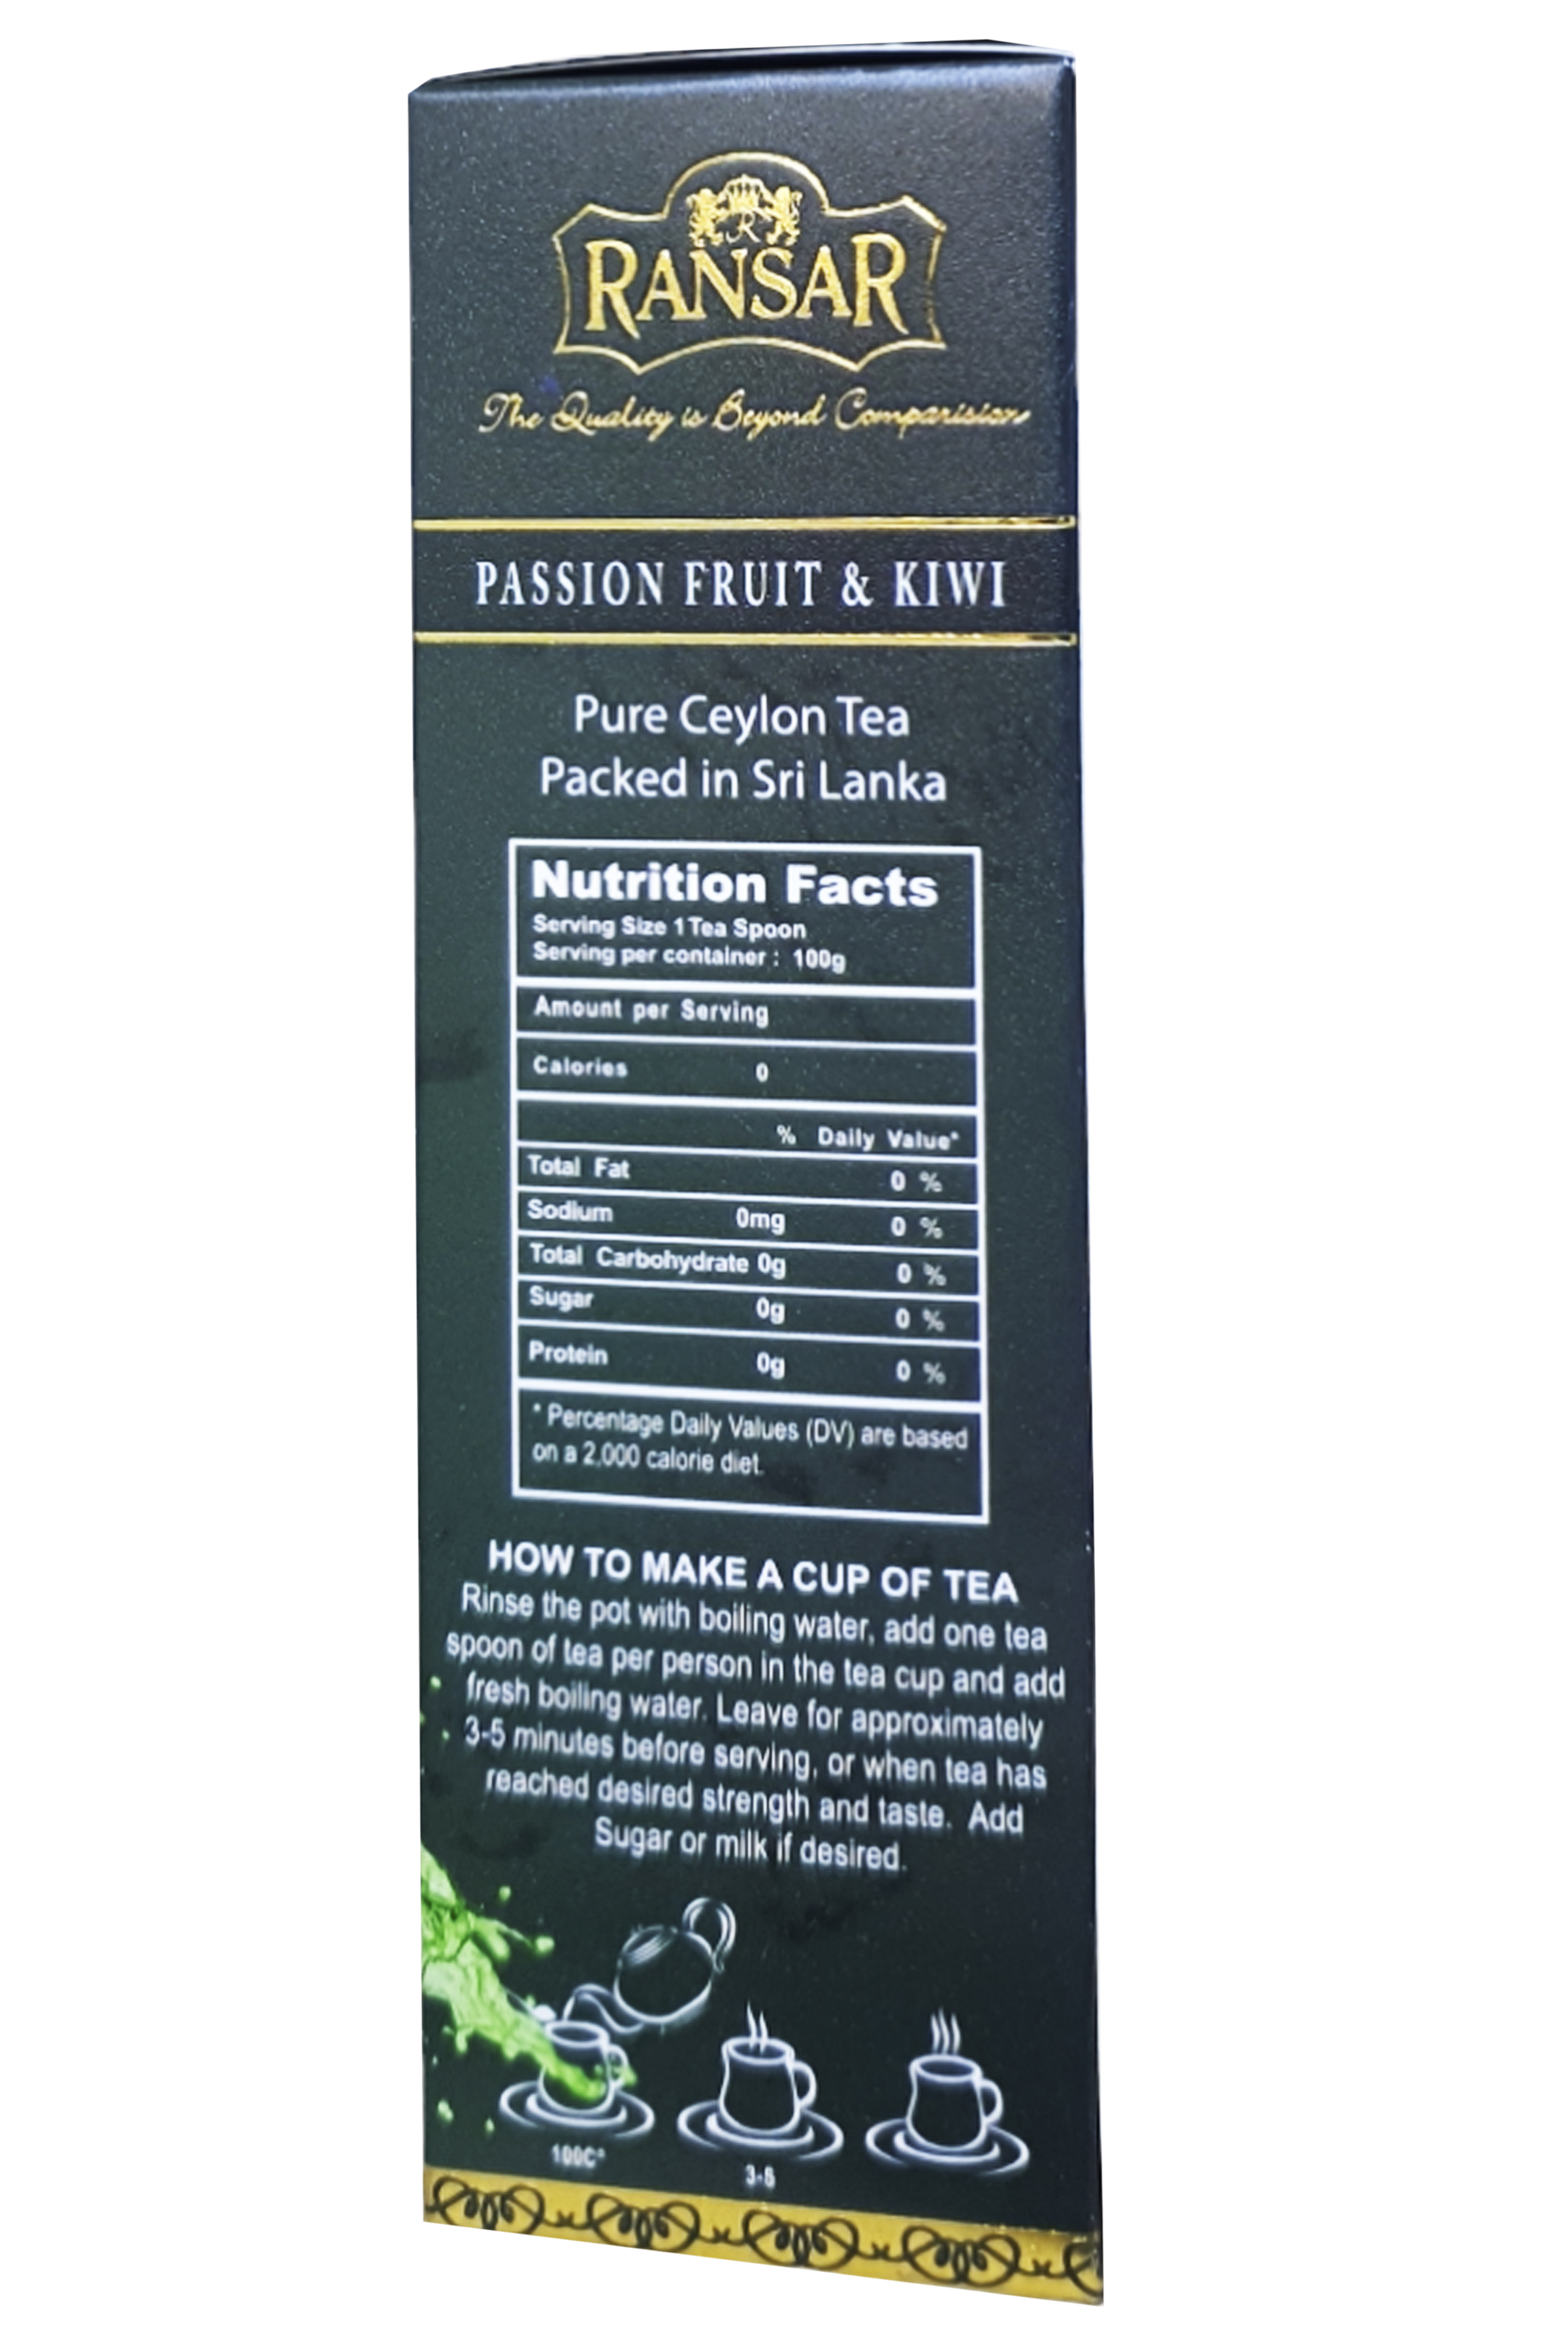 R
RANSAR
The Quality is Beyond Comparision
PASSION FRUIT & KIWI
Pure Ceylon Tea
Packed in Sri Lanka
Nutrition Facts
Serving Size 1 Tea Spoon
Serving per container : 100g
Amount per Serving
Calories 0
% Daily Value*
Total Fat 0 %
Sodium 0mg 0 %
Total Carbohydrate 0g 0 %
Sugar 0g 0 %
Protein 0g 0 %
* Percentage Daily Values (DV) are based
on a 2,000 calorie diet.
HOW TO MAKE A CUP OF TEA
Rinse the pot with boiling water, add one tea
spoon of tea per person in the tea cup and add
fresh boiling water. Leave for approximately
3-5 minutes before serving, or when tea has
reached desired strength and taste. Add
Sugar or milk if desired.
100C°
3-5